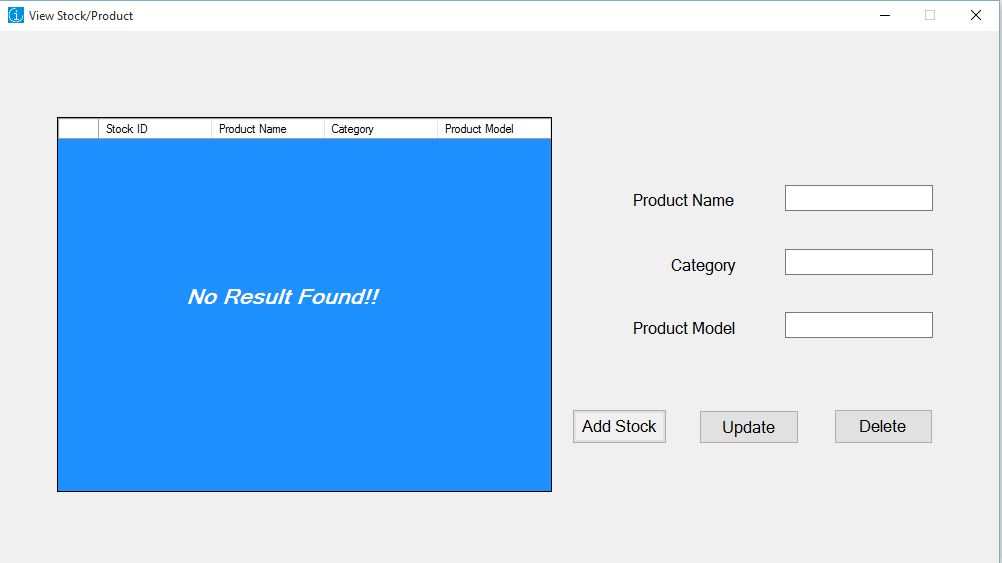 View Stock/Product
Stock ID Product Name Category Product Model
No Result Found!!
Product Name
Category
Product Model
Add Stock Update Delete